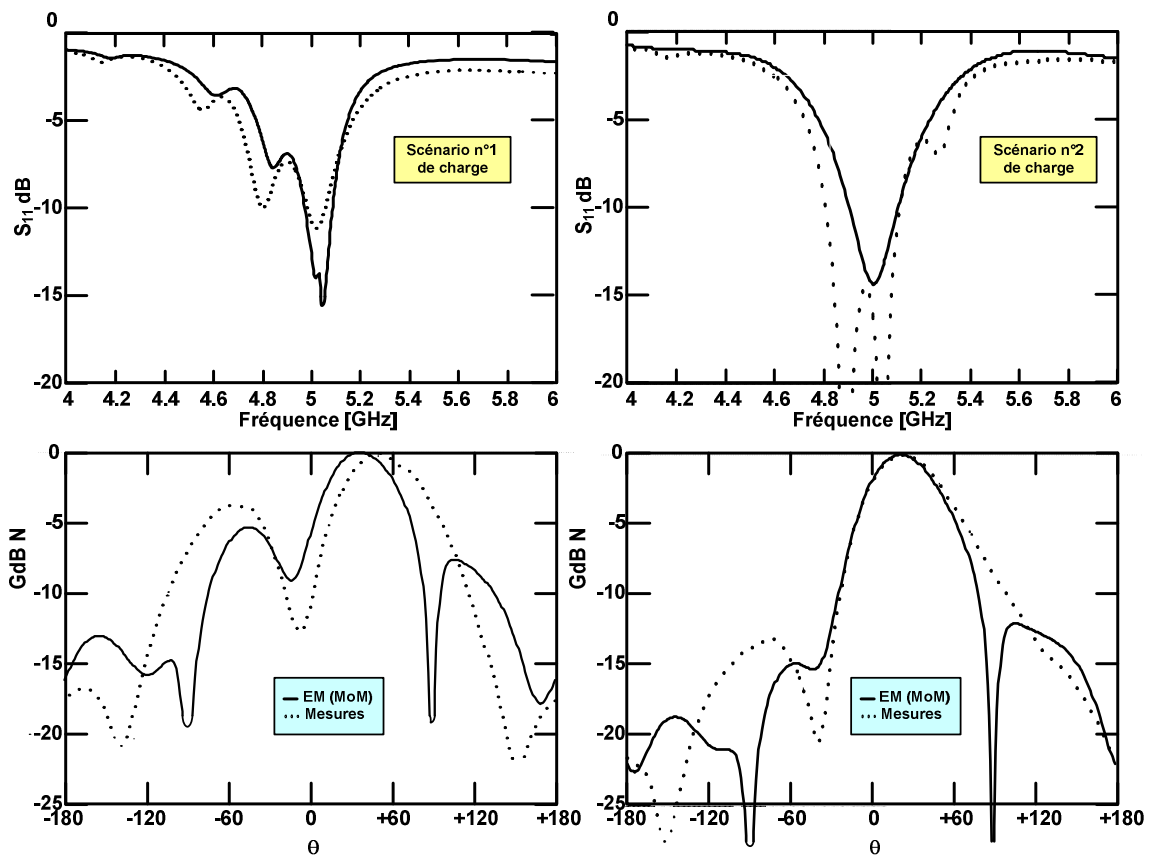 0
-5
-10
-15
-20
S11 dB
Scénario n°1
de charge
4 4.2 4.4 4.6 4.8 5 5.2 5.4 5.6 5.8 6
Fréquence [GHz]
0
-5
-10
-15
-20
S11 dB
Scénario n°2
de charge
4 4.2 4.4 4.6 4.8 5 5.2 5.4 5.6 5.8 6
Fréquence [GHz]
0
-5
-10
-15
-20
-25
GdB N
EM (MoM)
Mesures
-180 -120 -60 0 +60 +120 +180
θ
0
-5
-10
-15
-20
-25
GdB N
EM (MoM)
Mesures
-180 -120 -60 0 +60 +120 +180
θ